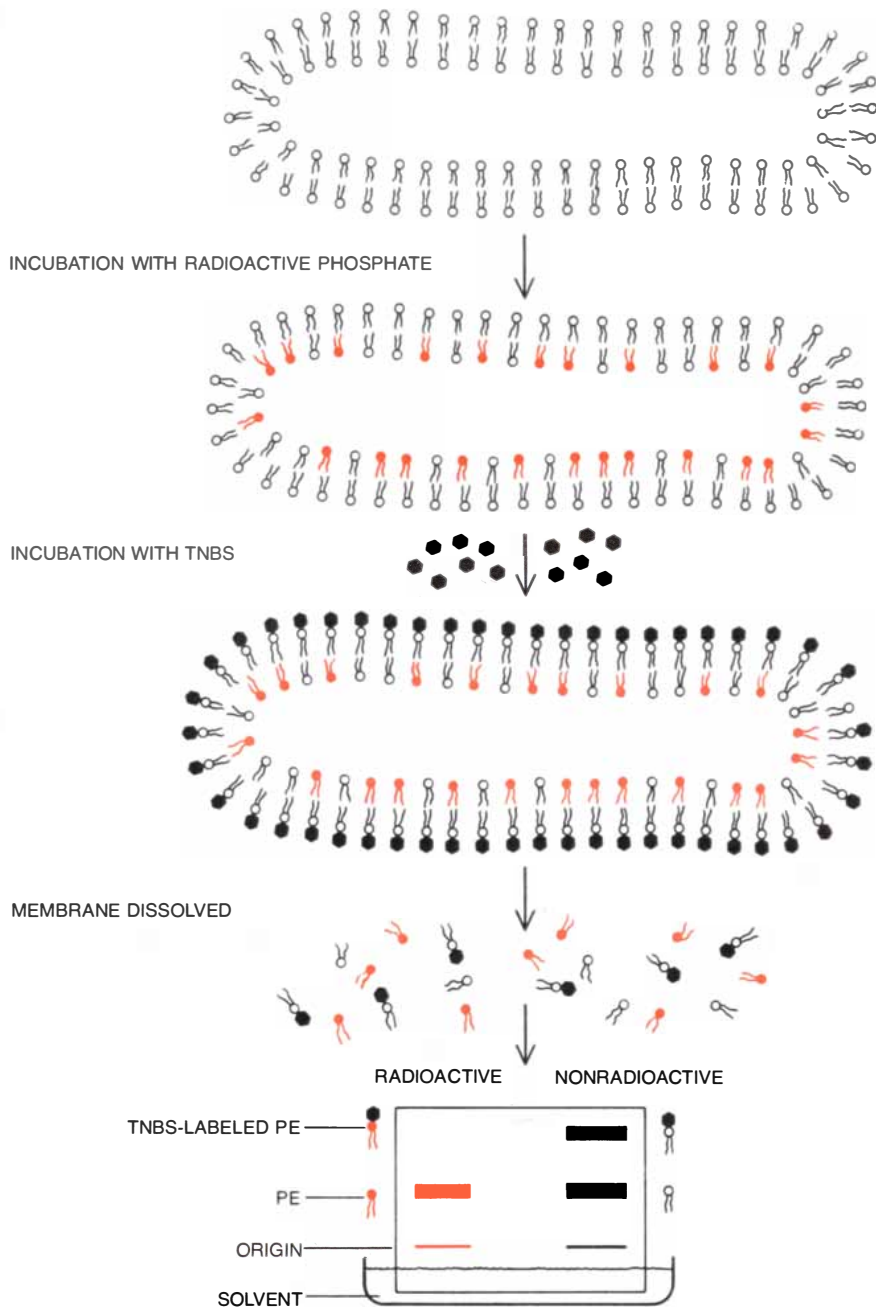 INCUBATION WITH RADIOACTIVE PHOSPHATE
INCUBATION WITH TNBS
MEMBRANE DISSOLVED
RADIOACTIVE
NONRADIOACTIVE
TNBS-LABELED PE
PE
ORIGIN
SOLVENT